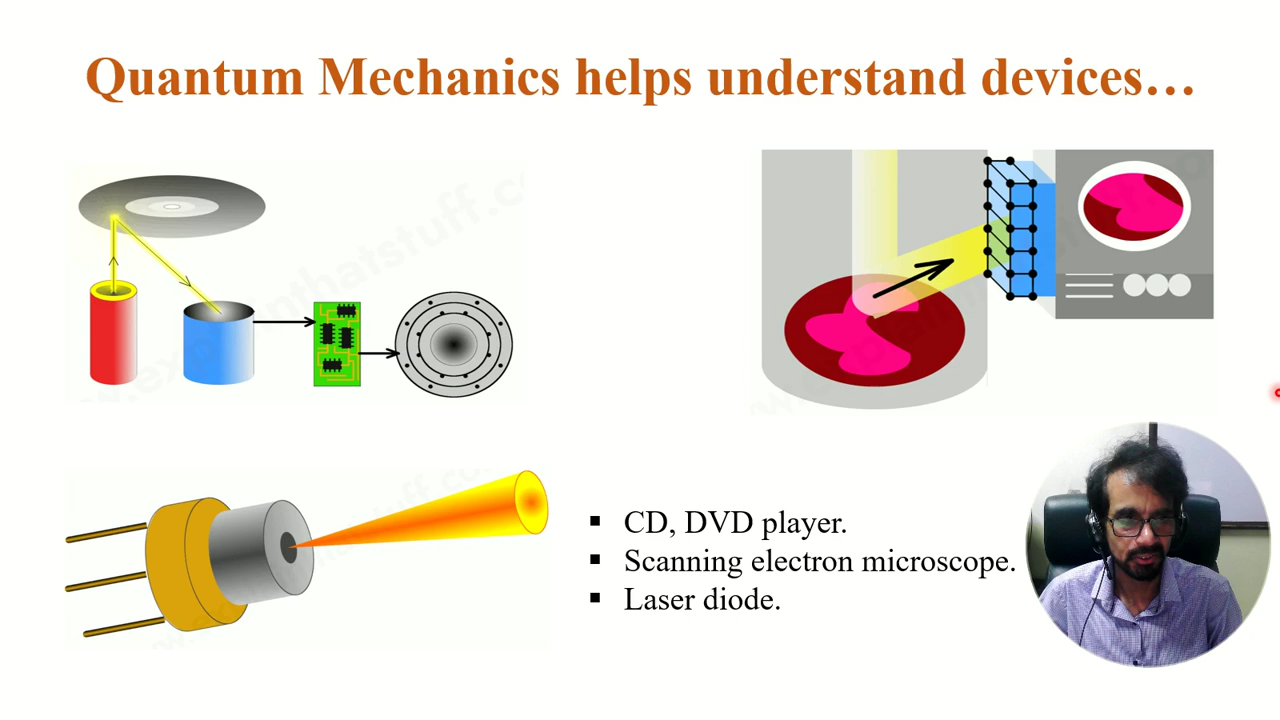 Quantum Mechanics helps understand devices…
▪ CD, DVD player.
▪ Scanning electron microscope.
▪ Laser diode.